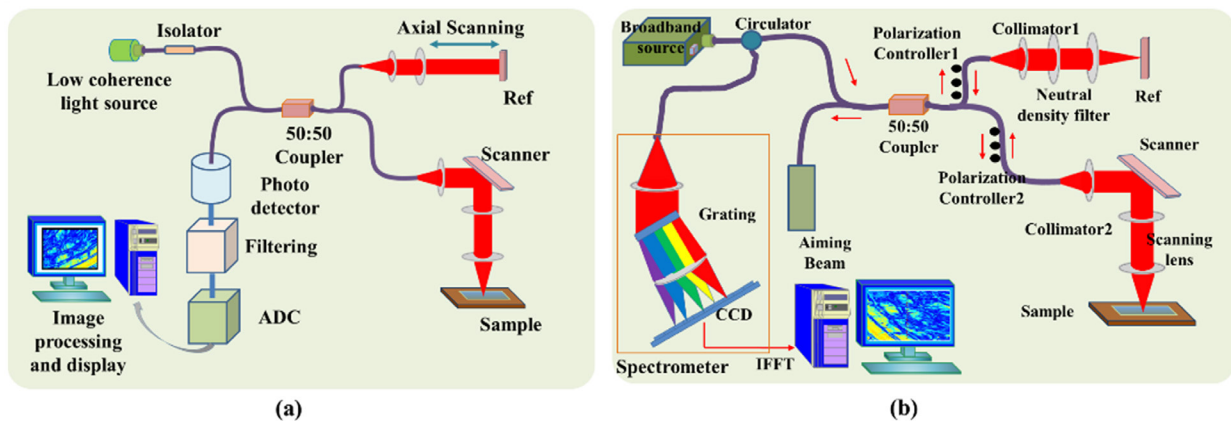 Isolator
Axial Scanning
Low coherence
light source
Ref
50:50
Coupler
Scanner
Photo
detector
Filtering
ADC
Image
processing
and display
Sample
(a)
Broadband
source
Circulator
Polarization
Controller1
Collimator1
Neutral
density filter
Ref
50:50
Coupler
Scanner
Polarization
Controller2
Grating
Aiming
Beam
Collimator2
Scanning
lens
CCD
Sample
Spectrometer
IFFT
(b)